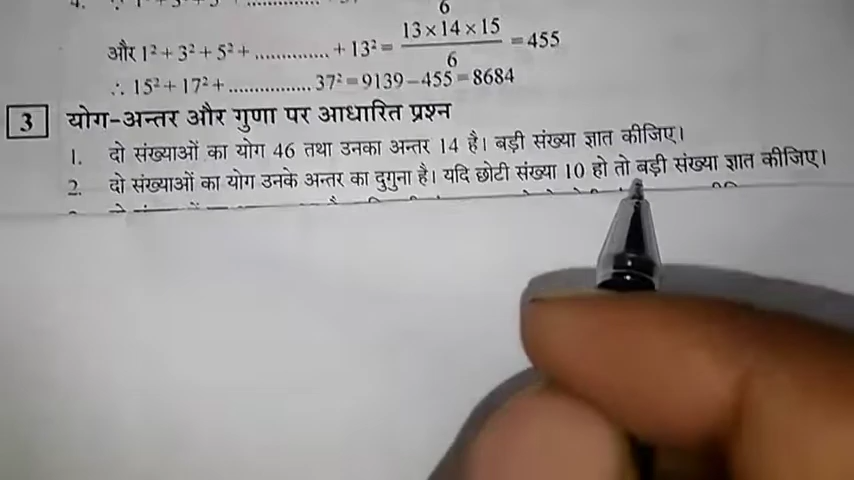 6
और 1² + 3² + 5² + .............. + 13² = 13 × 14 × 15 / 6 = 455
∴ 15² + 17² + ................ 37² = 9139 – 455 = 8684
3 योग-अन्तर और गुणा पर आधारित प्रश्न
1. दो संख्याओं का योग 46 तथा उनका अन्तर 14 है। बड़ी संख्या ज्ञात कीजिए।
2. दो संख्याओं का योग उनके अन्तर का दुगुना है। यदि छोटी संख्या 10 हो तो बड़ी संख्या ज्ञात कीजिए।